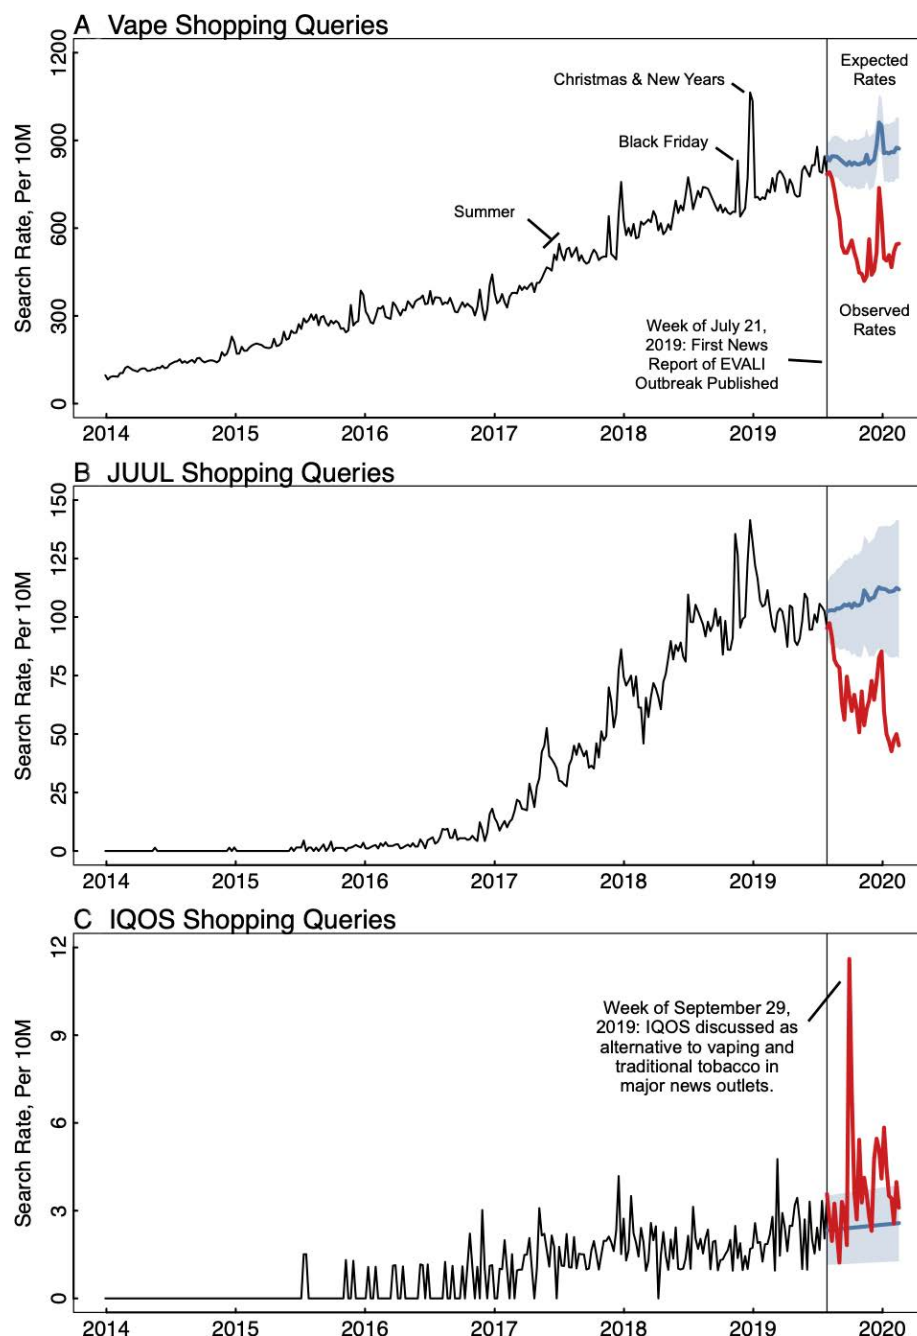 A Vape Shopping Queries
Search Rate, Per 10M
1200
900
600
300
0
Christmas & New Years
Black Friday
Summer
Expected
Rates
Week of July 21,
2019: First News
Report of EVALI
Outbreak Published
Observed
Rates
2014 2015 2016 2017 2018 2019 2020
B JUUL Shopping Queries
Search Rate, Per 10M
150
125
100
75
50
25
0
2014 2015 2016 2017 2018 2019 2020
C IQOS Shopping Queries
Search Rate, Per 10M
12
9
6
3
0
Week of September 29,
2019: IQOS discussed as
alternative to vaping and
traditional tobacco in
major news outlets.
2014 2015 2016 2017 2018 2019 2020